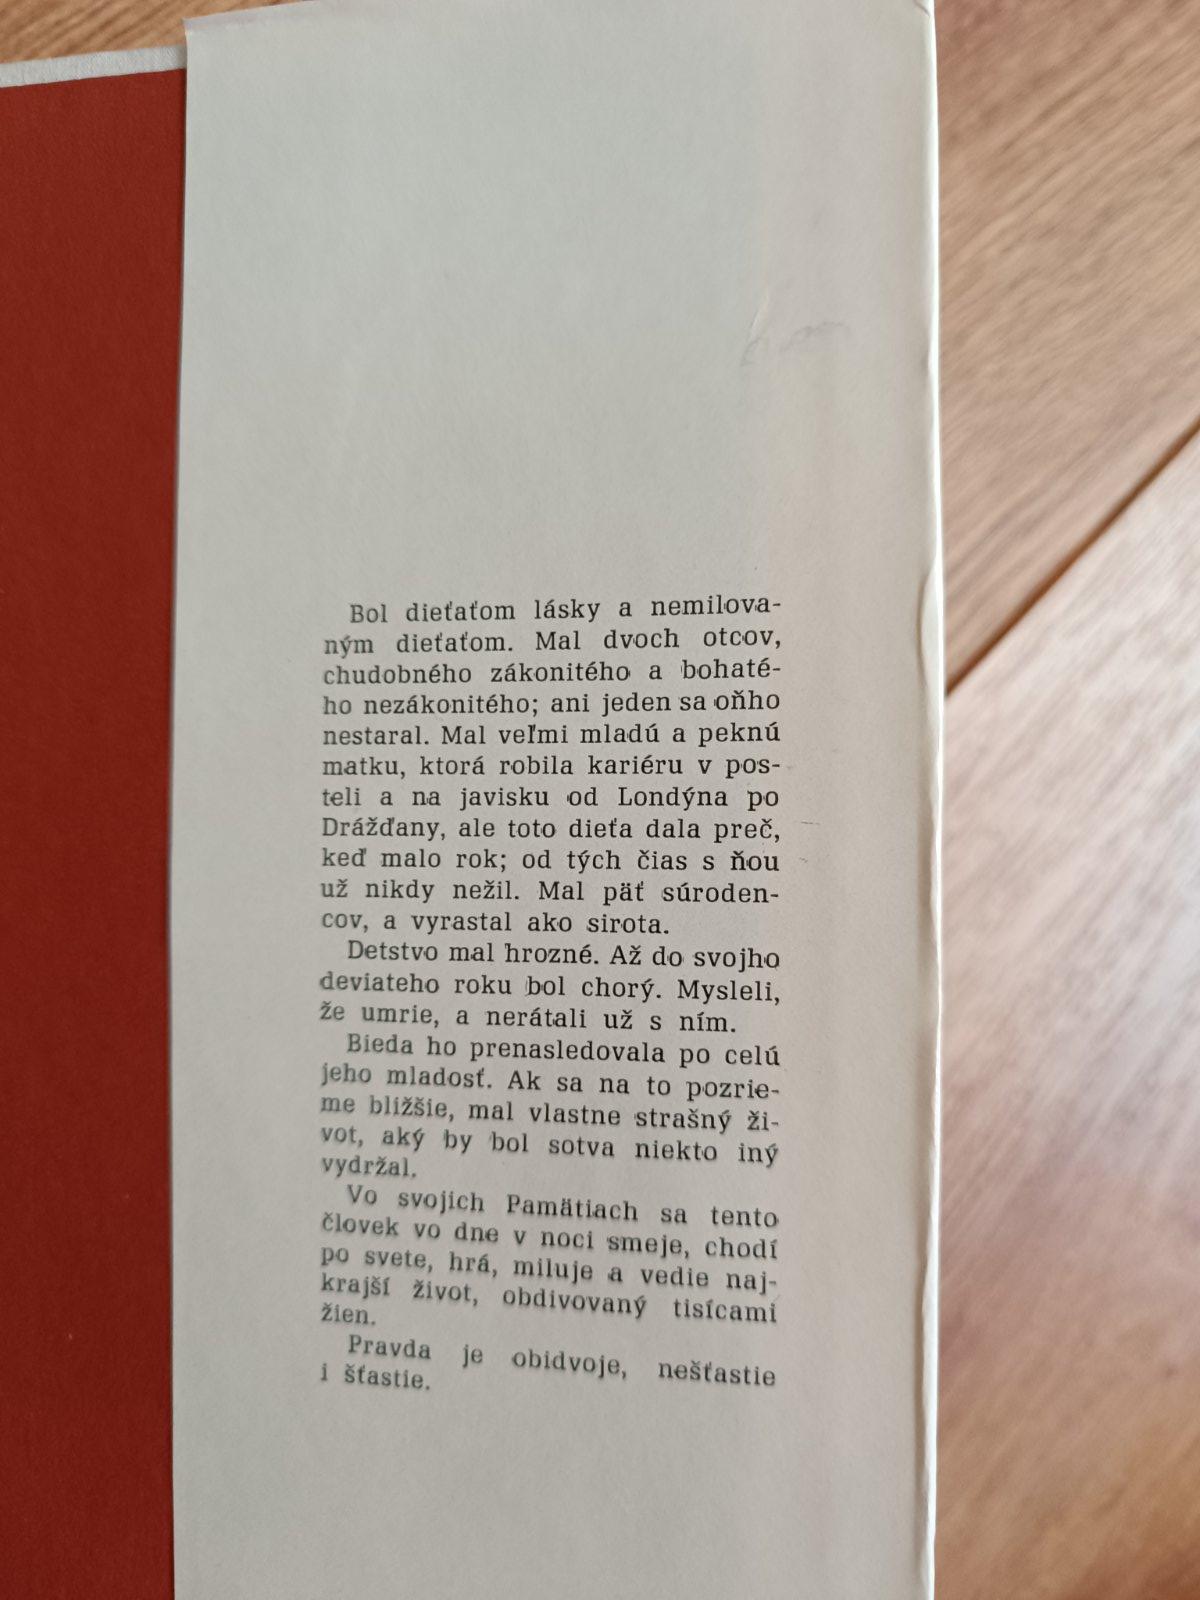 Bol dieťaťom lásky a nemilova-
ným dieťaťom. Mal dvoch otcov,
chudobného zákonitého a bohaté-
ho nezákonitého; ani jeden sa oňho
nestaral. Mal veľmi mladú a peknú
matku, ktorá robila kariéru v pos-
teli a na javisku od Londýna po
Drážďany, ale toto dieťa dala preč,
keď malo rok; od tých čias s ňou
už nikdy nežil. Mal päť súroden-
cov, a vyrastal ako sirota.
Detstvo mal hrozné. Až do svojho
deviateho roku bol chorý. Mysleli,
že umrie, a nerátali už s ním.
Bieda ho prenasledovala po celú
jeho mladosť. Ak sa na to pozrie-
me bližšie, mal vlastne strašný ži-
vot, aký by bol sotva niekto iný
vydržal.
Vo svojich Pamätiach sa tento
človek vo dne v noci smeje, chodí
po svete, hrá, miluje a vedie naj-
krajší život, obdivovaný tisícami
žien.
Pravda je obidvoje, nešťastie
i šťastie.